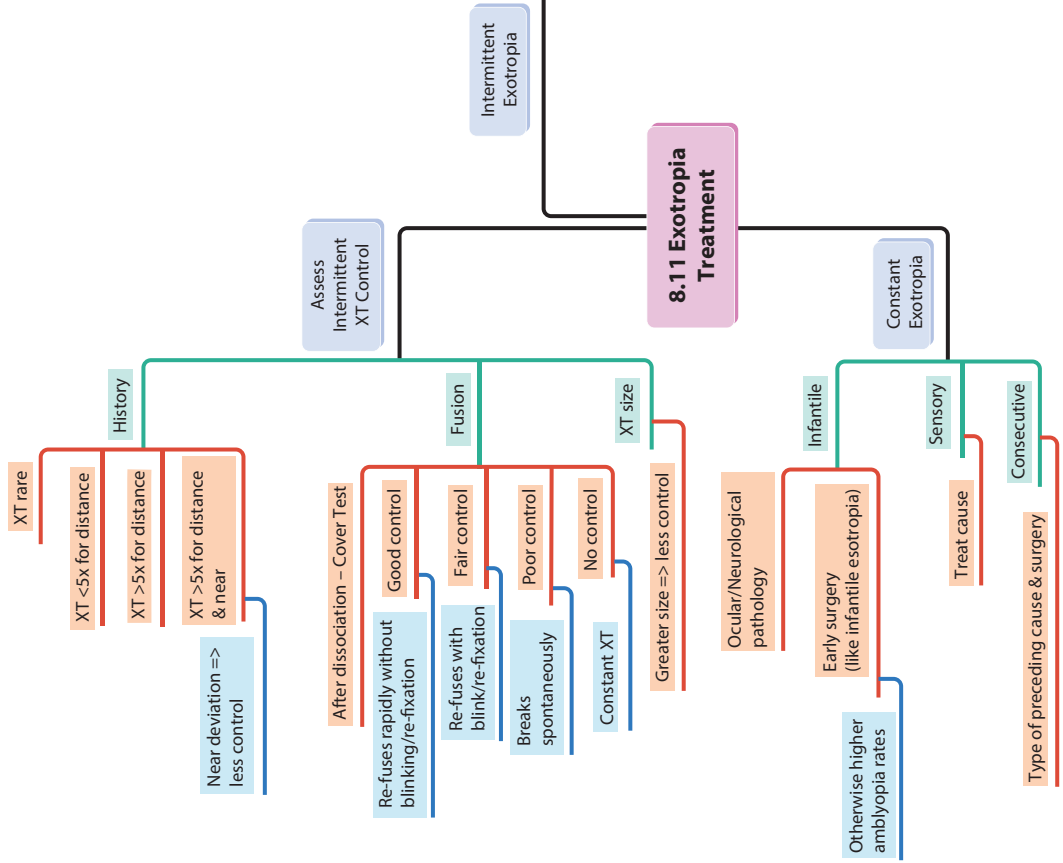 8.11 Exotropia
Treatment
Intermittent
Exotropia
Assess
Intermittent
XT Control
History
XT rare
XT <5x for distance
XT >5x for distance
XT >5x for distance
& near
Near deviation =>
less control
Fusion
After dissociation – Cover Test
Good control
Re-fuses rapidly without
blinking/re-fixation
Fair control
Re-fuses with
blink/re-fixation
Poor control
Breaks
spontaneously
No control
Constant XT
XT size
Greater size => less control
Constant
Exotropia
Infantile
Ocular/Neurological
pathology
Early surgery
(like infantile esotropia)
Otherwise higher
amblyopia rates
Sensory
Treat cause
Consecutive
Type of preceding cause & surgery